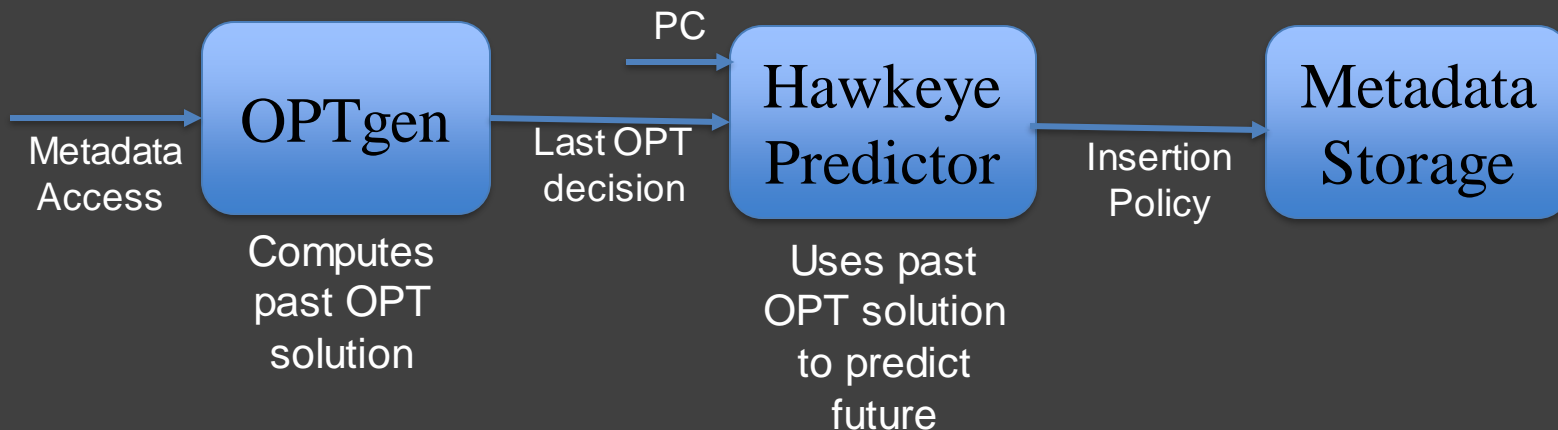 PC
OPTgen
Hawkeye
Predictor
Metadata
Storage
Metadata
Access
Last OPT
decision
Insertion
Policy
Computes
past OPT
solution
Uses past
OPT solution
to predict
future